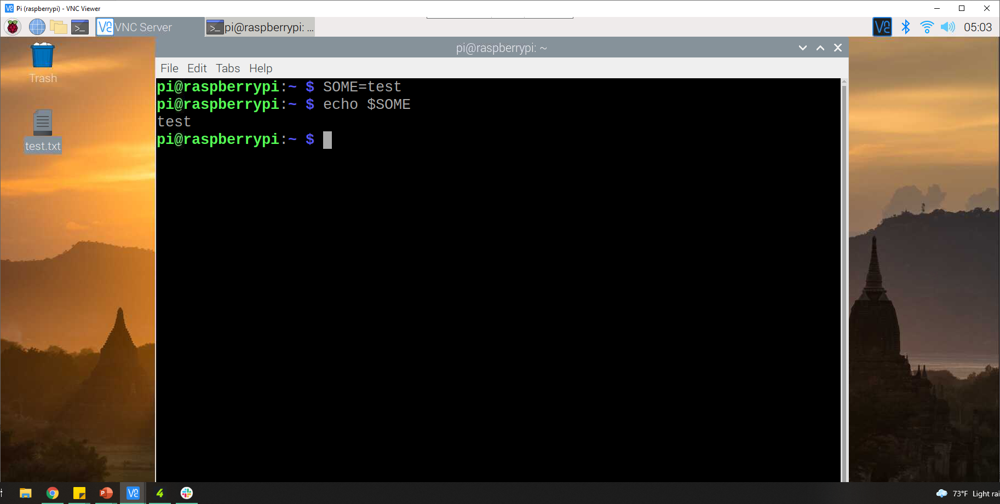 Pi (raspberrypi) - VNC Viewer
VNC Server
pi@raspberrypi: ...
05:03
Trash
test.txt
pi@raspberrypi: ~
File Edit Tabs Help
pi@raspberrypi:~ $ SOME=test
pi@raspberrypi:~ $ echo $SOME
test
pi@raspberrypi:~ $
73°F Light rai